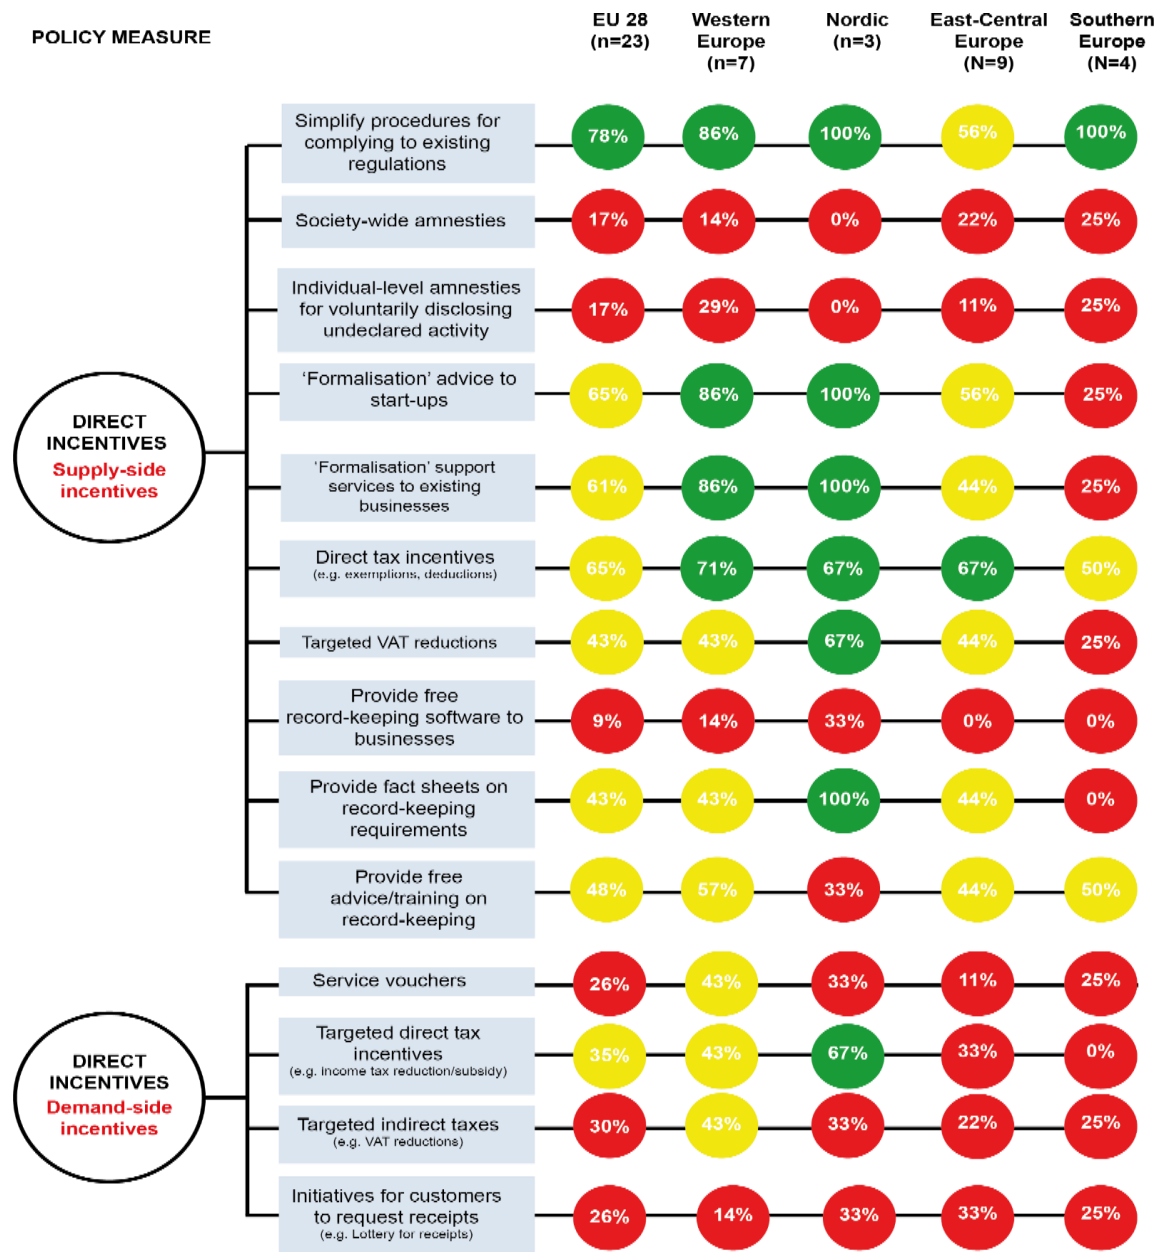 POLICY MEASURE
EU 28
(n=23)
Western
Europe
(n=7)
Nordic
(n=3)
East-Central
Europe
(N=9)
Southern
Europe
(N=4)
DIRECT
INCENTIVES
Supply-side
incentives
Simplify procedures for
complying to existing
regulations
78% 86% 100% 56% 100%
Society-wide amnesties
17% 14% 0% 22% 25%
Individual-level amnesties
for voluntarily disclosing
undeclared activity
17% 29% 0% 11% 25%
‘Formalisation’ advice to
start-ups
65% 86% 100% 56% 25%
‘Formalisation’ support
services to existing
businesses
61% 86% 100% 44% 25%
Direct tax incentives
(e.g. exemptions, deductions)
65% 71% 67% 67% 50%
Targeted VAT reductions
43% 43% 67% 44% 25%
Provide free
record-keeping software to
businesses
9% 14% 33% 0% 0%
Provide fact sheets on
record-keeping
requirements
43% 43% 100% 44% 0%
Provide free
advice/training on
record-keeping
48% 57% 33% 44% 50%
DIRECT
INCENTIVES
Demand-side
incentives
Service vouchers
26% 43% 33% 11% 25%
Targeted direct tax
incentives
(e.g. income tax reduction/subsidy)
35% 43% 67% 33% 0%
Targeted indirect taxes
(e.g. VAT reductions)
30% 43% 33% 22% 25%
Initiatives for customers
to request receipts
(e.g. Lottery for receipts)
26% 14% 33% 33% 25%